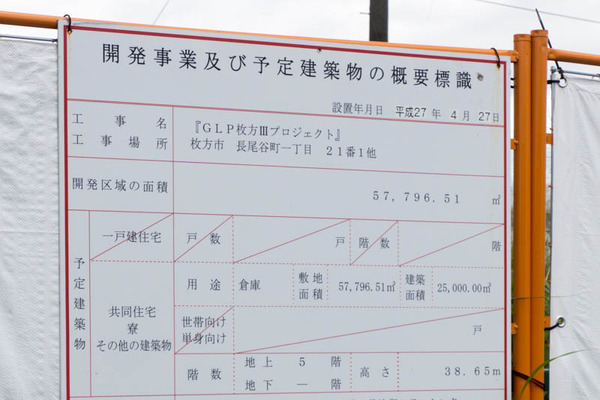 開発事業及び予定建築物の概要標識
設置年月日 平成27年 4月 27日
工事名 『GLP枚方Ⅲプロジェクト』
工事場所 枚方市 長尾谷町一丁目 21番1他
開発区域の面積 57,796.51 ㎡
予定建築物
一戸建住宅 戸数 戸 階数 階
共同住宅
寮
その他の建築物
用途 倉庫 敷地面積 57,796.51㎡ 建築面積 25,000.00㎡
世帯向け
単身向け 戸
階数 地上 5 階
地下 ― 階
高さ 38.65m